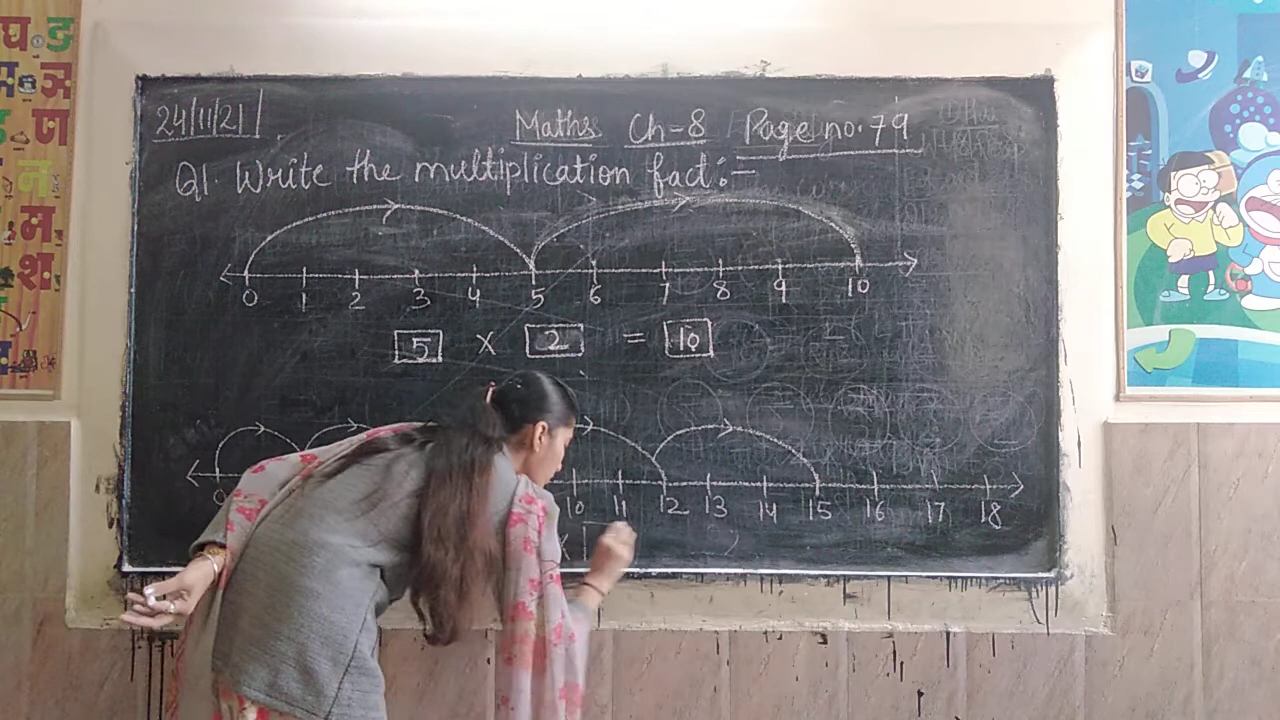 24/11/21 Maths Ch-8 Page no. 79
Q1. Write the multiplication fact:-
0 1 2 3 4 5 6 7 8 9 10
5 x 2 = 10
0 10 11 12 13 14 15 16 17 18
x
घ ङ
ञ
ण
न
श